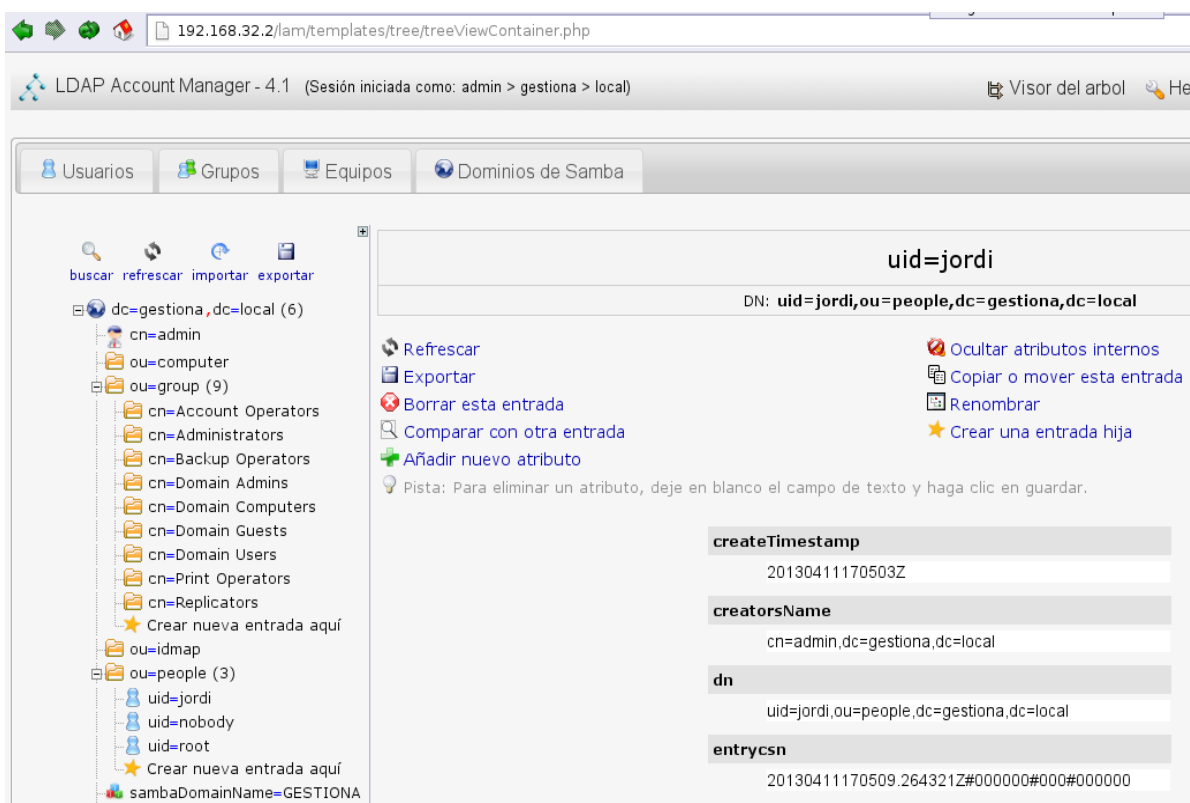 192.168.32.2/lam/templates/tree/treeViewContainer.php
LDAP Account Manager - 4.1 (Sesión iniciada como: admin > gestiona > local)
Visor del arbol
He
Usuarios
Grupos
Equipos
Dominios de Samba
buscar refrescar importar exportar
dc=gestiona,dc=local (6)
cn=admin
ou=computer
ou=group (9)
cn=Account Operators
cn=Administrators
cn=Backup Operators
cn=Domain Admins
cn=Domain Computers
cn=Domain Guests
cn=Domain Users
cn=Print Operators
cn=Replicators
Crear nueva entrada aquí
ou=idmap
ou=people (3)
uid=jordi
uid=nobody
uid=root
Crear nueva entrada aquí
sambaDomainName=GESTIONA
uid=jordi
DN: uid=jordi,ou=people,dc=gestiona,dc=local
Refrescar
Exportar
Borrar esta entrada
Comparar con otra entrada
Añadir nuevo atributo
Ocultar atributos internos
Copiar o mover esta entrada
Renombrar
Crear una entrada hija
Pista: Para eliminar un atributo, deje en blanco el campo de texto y haga clic en guardar.
createTimestamp
20130411170503Z
creatorsName
cn=admin,dc=gestiona,dc=local
dn
uid=jordi,ou=people,dc=gestiona,dc=local
entrycsn
20130411170509.264321Z#000000#000#000000